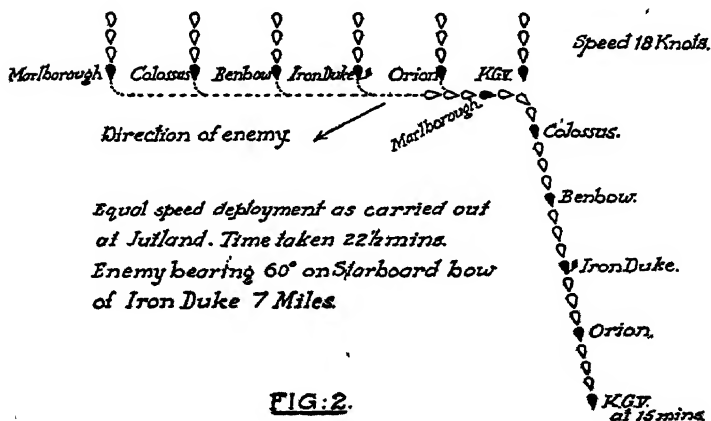 Speed 18 Knots.
Marlborough Colossus Benbow Iron Duke Orion KGV.
Direction of enemy.
Marlborough
Colossus.
Benbow.
Equal speed deployment as carried out
at Jutland. Time taken 22½ mins.
Enemy bearing 60° on Starboard bow
of Iron Duke 7 Miles.
Iron Duke.
Orion.
KGV.
at 15 mins.
FIG: 2.